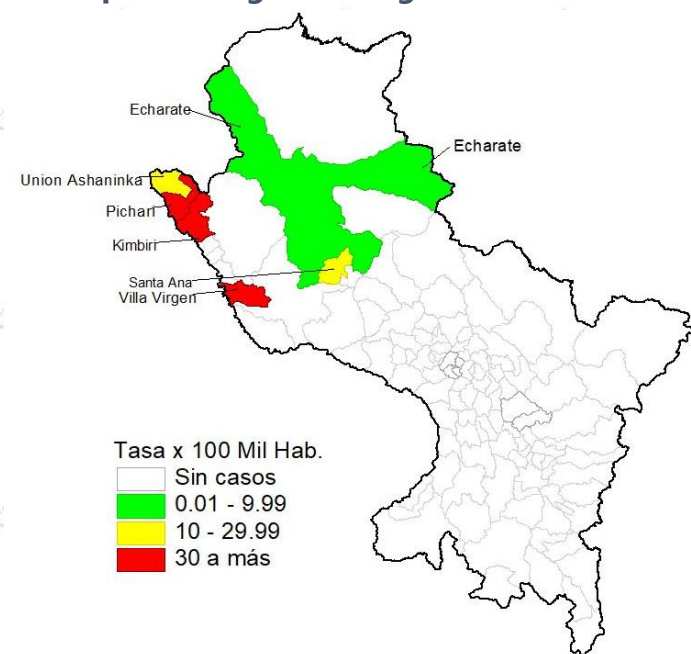 Echarate
Echarate
Union Ashaninka
Pichari
Kimbiri
Santa Ana
Villa Virgen
Tasa x 100 Mil Hab.
Sin casos
0.01 - 9.99
10 - 29.99
30 a más